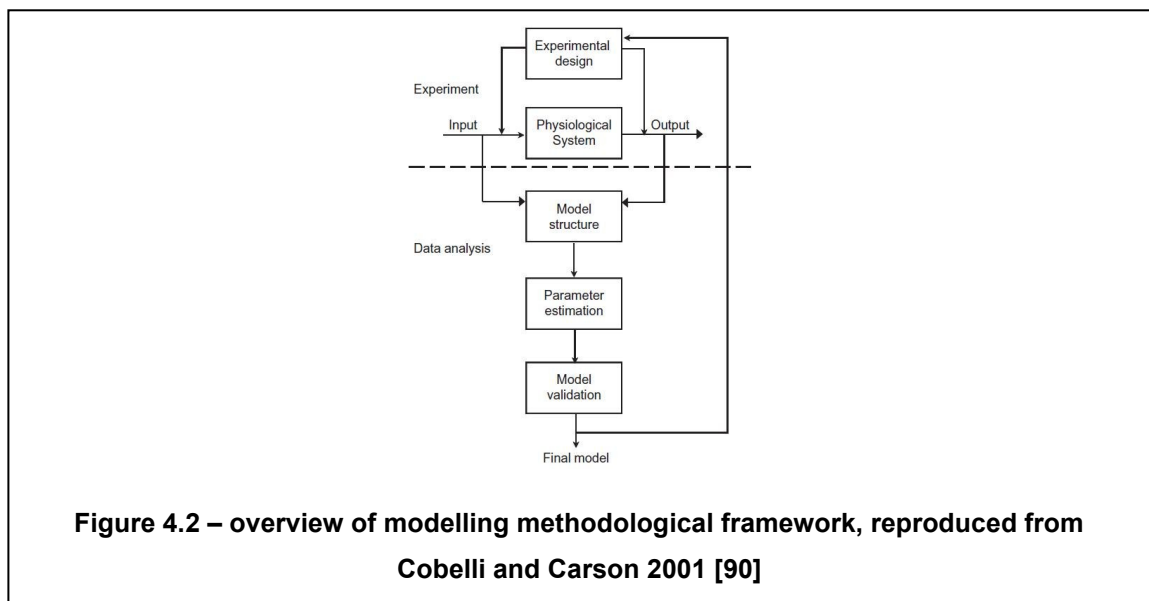 Experimental
design
Experiment
Input
Physiological
System
Output
Model
structure
Data analysis
Parameter
estimation
Model
validation
Final model
Figure 4.2 – overview of modelling methodological framework, reproduced from
Cobelli and Carson 2001 [90]